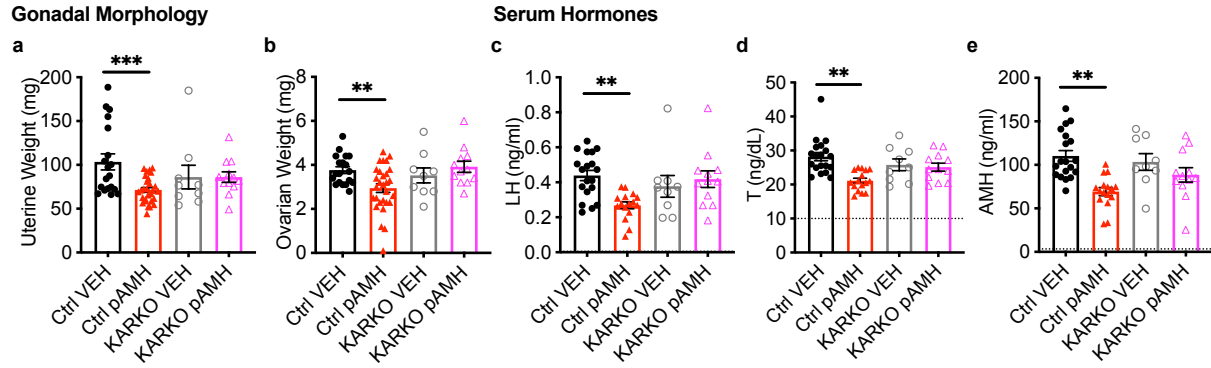 Gonadal Morphology
Serum Hormones
a
Uterine Weight (mg)
200
150
100
50
0
***
Ctrl VEH
Ctrl pAMH
KARKO VEH
KARKO pAMH
b
Ovarian Weight (mg)
8
6
4
2
0
**
Ctrl VEH
Ctrl pAMH
KARKO VEH
KARKO pAMH
c
LH (ng/ml)
1.0
0.8
0.6
0.4
0.2
0.0
**
Ctrl VEH
Ctrl pAMH
KARKO VEH
KARKO pAMH
d
T (ng/dL)
50
40
30
20
10
0
**
Ctrl VEH
Ctrl pAMH
KARKO VEH
KARKO pAMH
e
AMH (ng/ml)
200
150
100
50
0
**
Ctrl VEH
Ctrl pAMH
KARKO VEH
KARKO pAMH